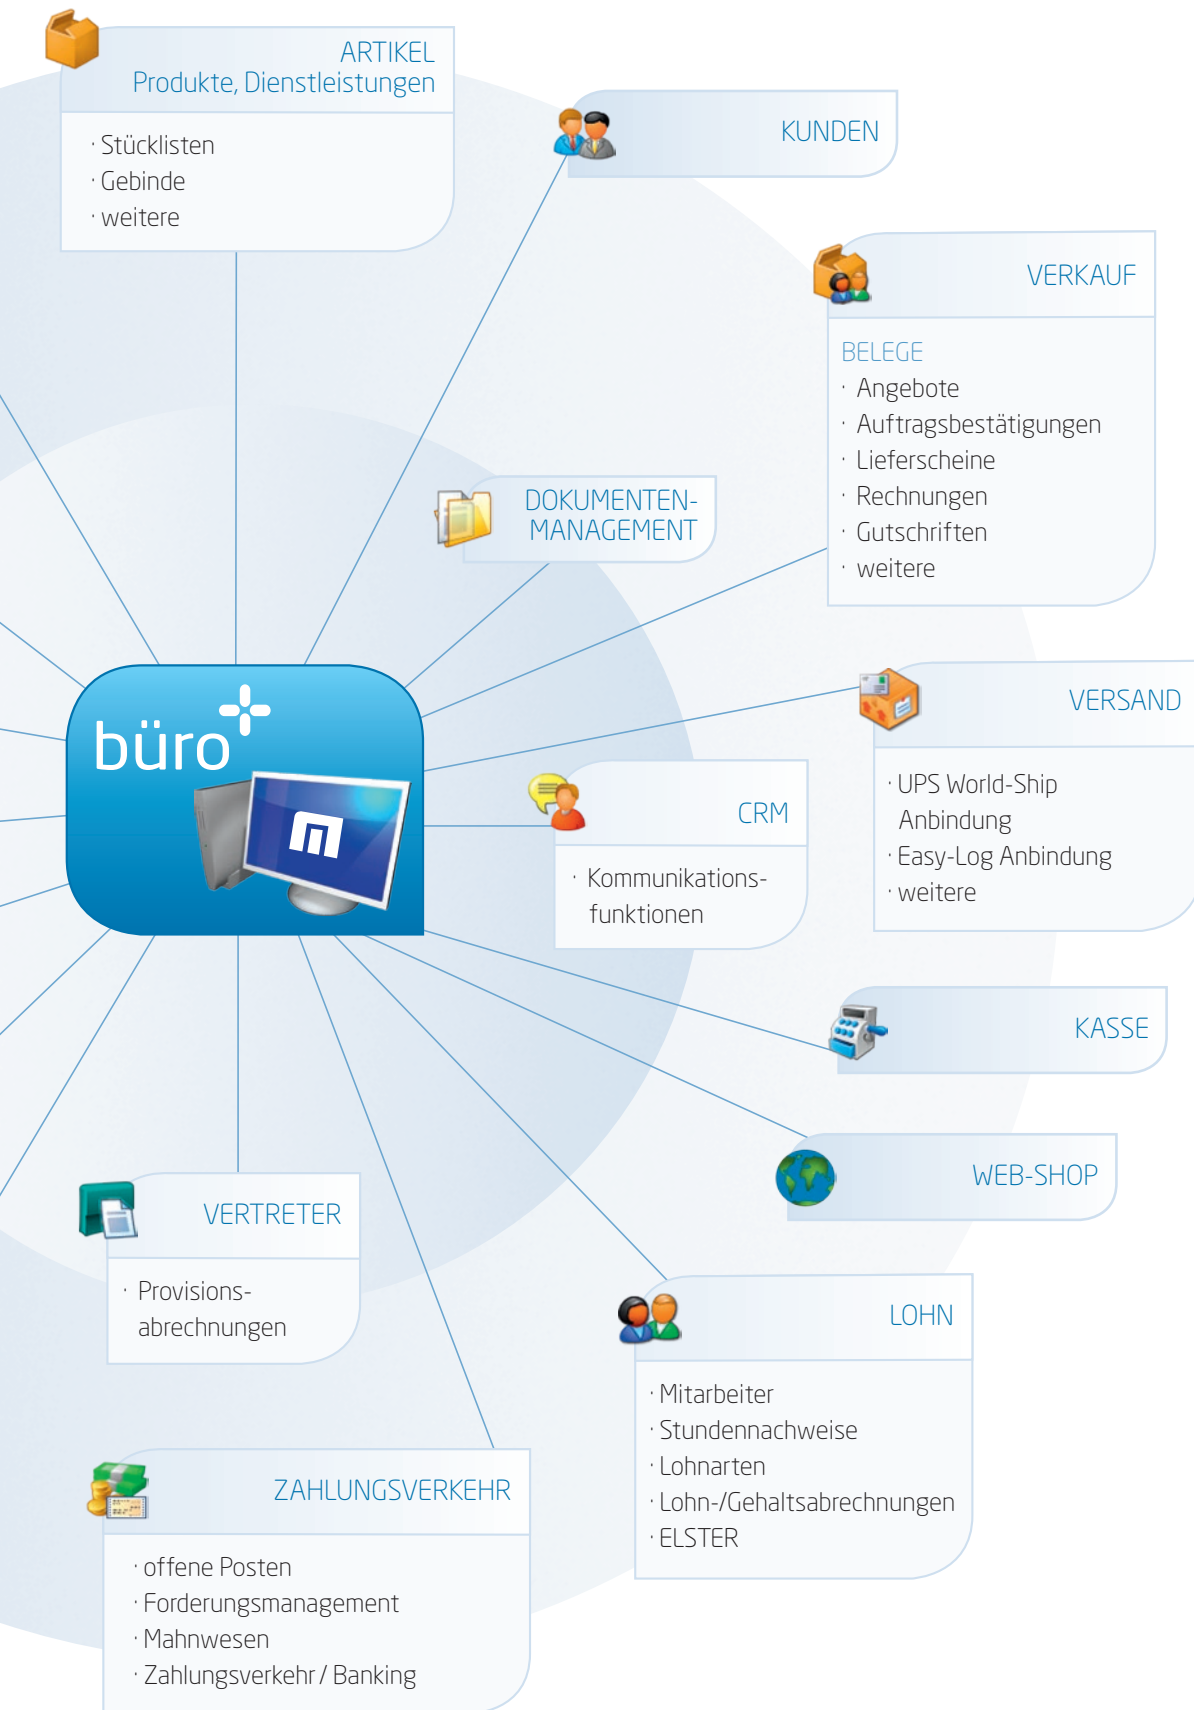 ARTIKEL
Produkte, Dienstleistungen
· Stücklisten
· Gebinde
· weitere
KUNDEN
VERKAUF
BELEGE
· Angebote
· Auftragsbestätigungen
· Lieferscheine
· Rechnungen
· Gutschriften
· weitere
DOKUMENTEN-
MANAGEMENT
büro+
VERSAND
· UPS World-Ship
Anbindung
· Easy-Log Anbindung
· weitere
CRM
· Kommunikations-
funktionen
KASSE
WEB-SHOP
VERTRETER
· Provisions-
abrechnungen
LOHN
· Mitarbeiter
· Stundennachweise
· Lohnarten
· Lohn-/Gehaltsabrechnungen
· ELSTER
ZAHLUNGSVERKEHR
· offene Posten
· Forderungsmanagement
· Mahnwesen
· Zahlungsverkehr / Banking